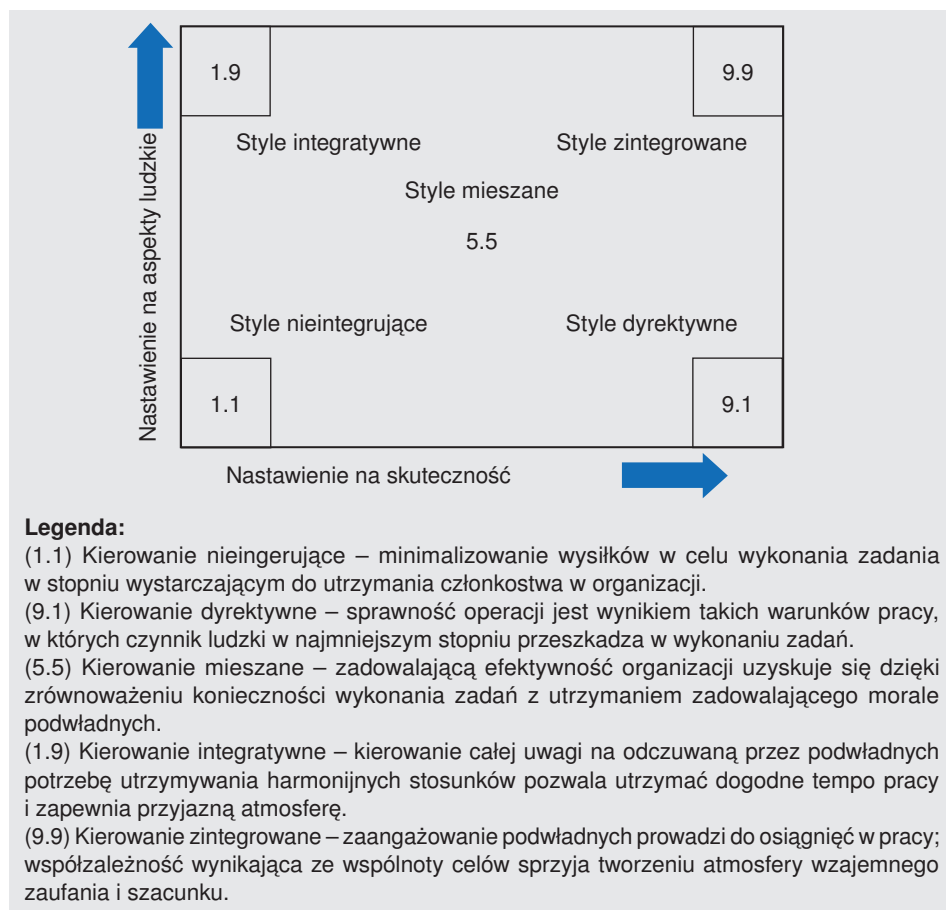 1.9
9.9
Style integratywne
Style zintegrowane
Style mieszane
5.5
Style nieintegrujące
Style dyrektywne
1.1
9.1
Nastawienie na aspekty ludzkie
Nastawienie na skuteczność
Legenda:
(1.1) Kierowanie nieingerujące – minimalizowanie wysiłków w celu wykonania zadania
w stopniu wystarczającym do utrzymania członkostwa w organizacji.
(9.1) Kierowanie dyrektywne – sprawność operacji jest wynikiem takich warunków pracy,
w których czynnik ludzki w najmniejszym stopniu przeszkadza w wykonaniu zadań.
(5.5) Kierowanie mieszane – zadowalającą efektywność organizacji uzyskuje się dzięki
zrównoważeniu konieczności wykonania zadań z utrzymaniem zadowalającego morale
podwładnych.
(1.9) Kierowanie integratywne – kierowanie całej uwagi na odczuwaną przez podwładnych
potrzebę utrzymywania harmonijnych stosunków pozwala utrzymać dogodne tempo pracy
i zapewnia przyjazną atmosferę.
(9.9) Kierowanie zintegrowane – zaangażowanie podwładnych prowadzi do osiągnięć w pracy;
współzależność wynikająca ze wspólnoty celów sprzyja tworzeniu atmosfery wzajemnego
zaufania i szacunku.